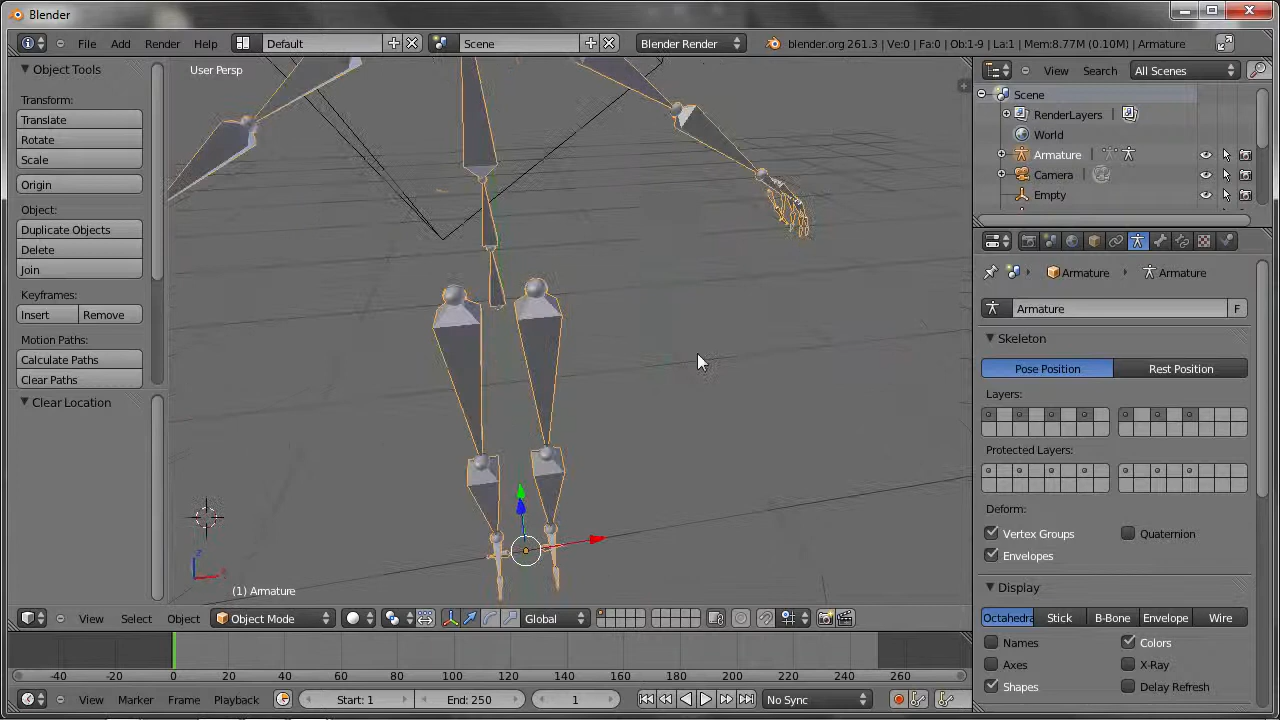 Blender
File Add Render Help Default Scene Blender Render blender.org 261.3 | Ve:0 | Fa:0 | Ob:1-9 | La:1 | Mem:8.77M (0.10M) | Armature
Object Tools
Transform:
Translate
Rotate
Scale
Origin
Object:
Duplicate Objects
Delete
Join
Keyframes:
Insert Remove
Motion Paths:
Calculate Paths
Clear Paths
Clear Location
User Persp
z
x
(1) Armature
View Select Object Object Mode Global
-40 -20 0 20 40 60 80 100 120 140 160 180 200 220 240 260
View Marker Frame Playback Start: 1 End: 250 1 No Sync
View Search All Scenes
Scene
RenderLayers
World
Armature
Camera
Empty
Armature Armature
Armature F
Skeleton
Pose Position Rest Position
Layers:
Protected Layers:
Deform:
Vertex Groups Quaternion
Envelopes
Display
Octahedra Stick B-Bone Envelope Wire
Names Colors
Axes X-Ray
Shapes Delay Refresh